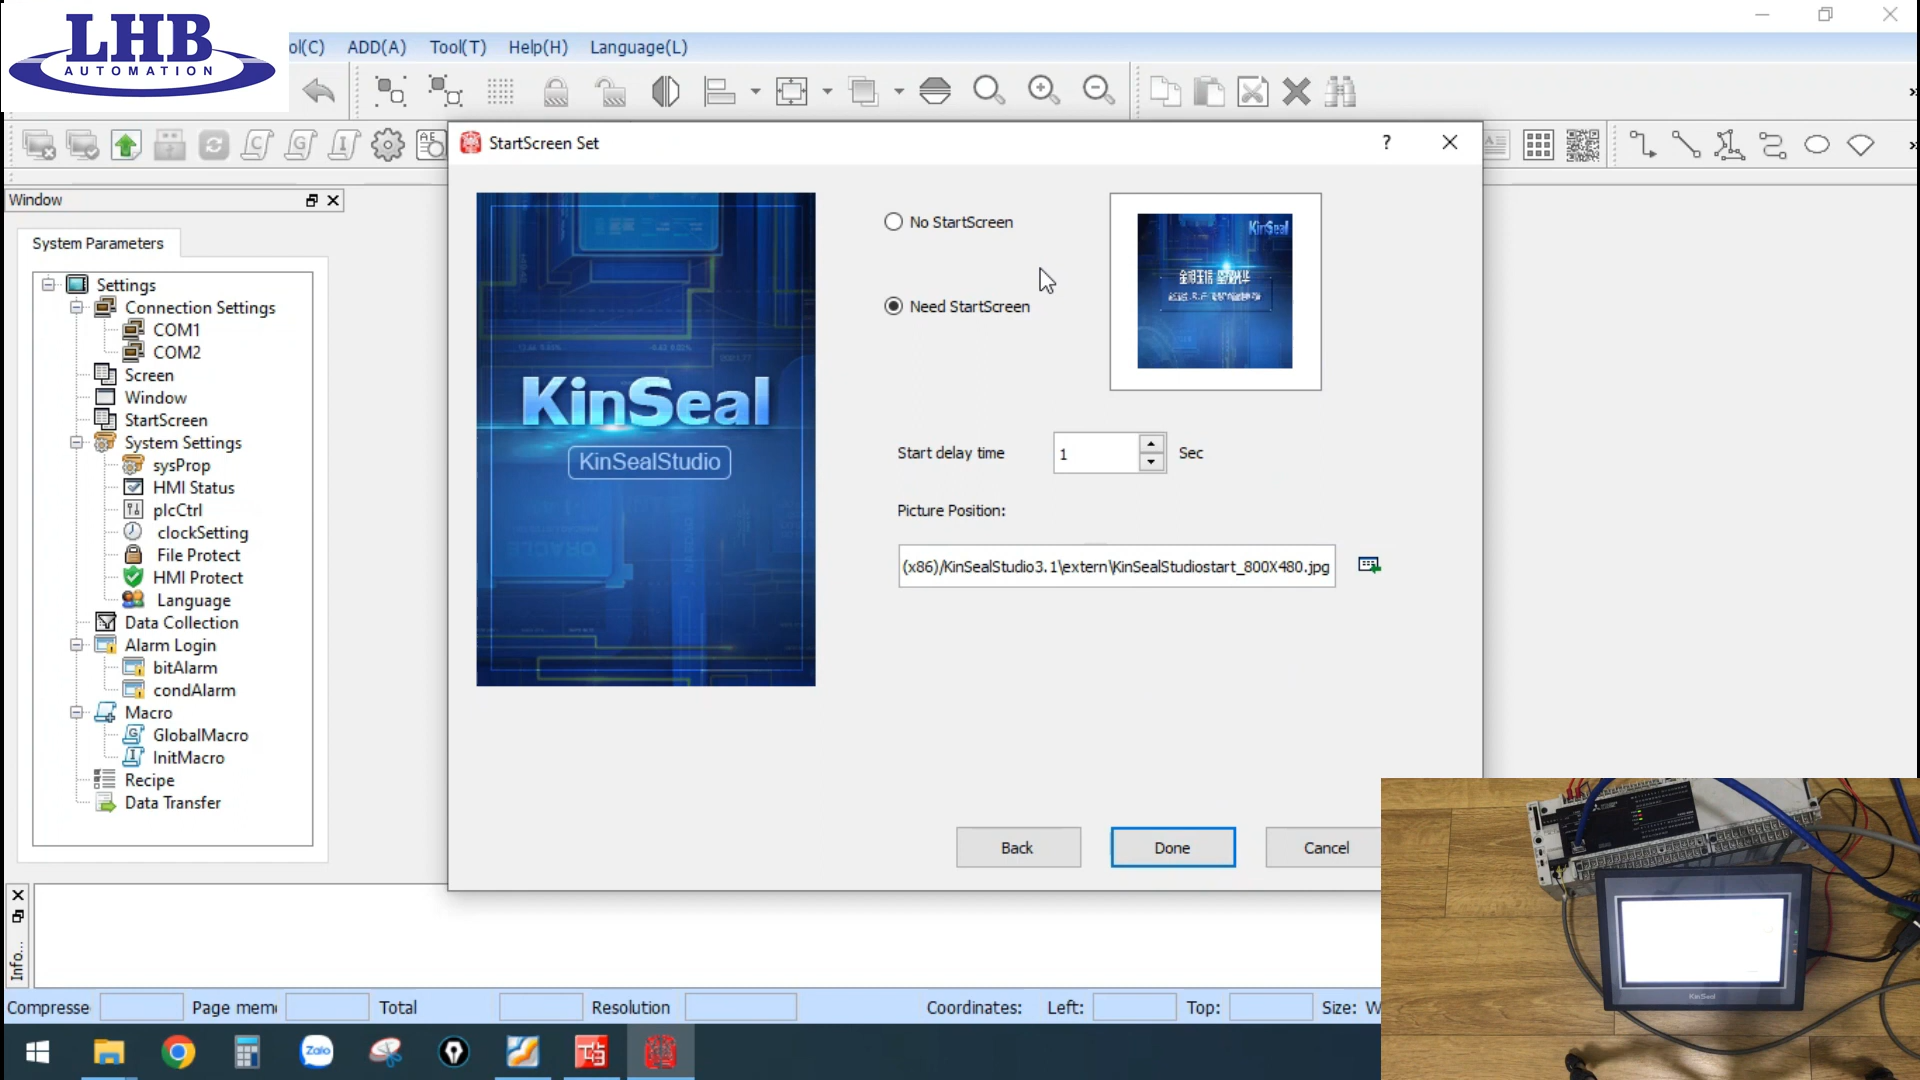 LHB
AUTOMATION
ol(C) ADD(A) Tool(T) Help(H) Language(L)
StartScreen Set
?
Window
System Parameters
Settings
Connection Settings
COM1
COM2
Screen
Window
StartScreen
System Settings
sysProp
HMI Status
plcCtrl
clockSetting
File Protect
HMI Protect
Language
Data Collection
Alarm Login
bitAlarm
condAlarm
Macro
GlobalMacro
InitMacro
Recipe
Data Transfer
KinSeal
KinSealStudio
No StartScreen
Need StartScreen
KinSeal
Start delay time 1 Sec
Picture Position:
(x86)/KinSealStudio3.1\extern\KinSealStudiostart_800X480.jpg
Back Done Cancel
Info...
Compresse Page mem Total Resolution Coordinates: Left: Top: Size: W
Zalo
KinSeal